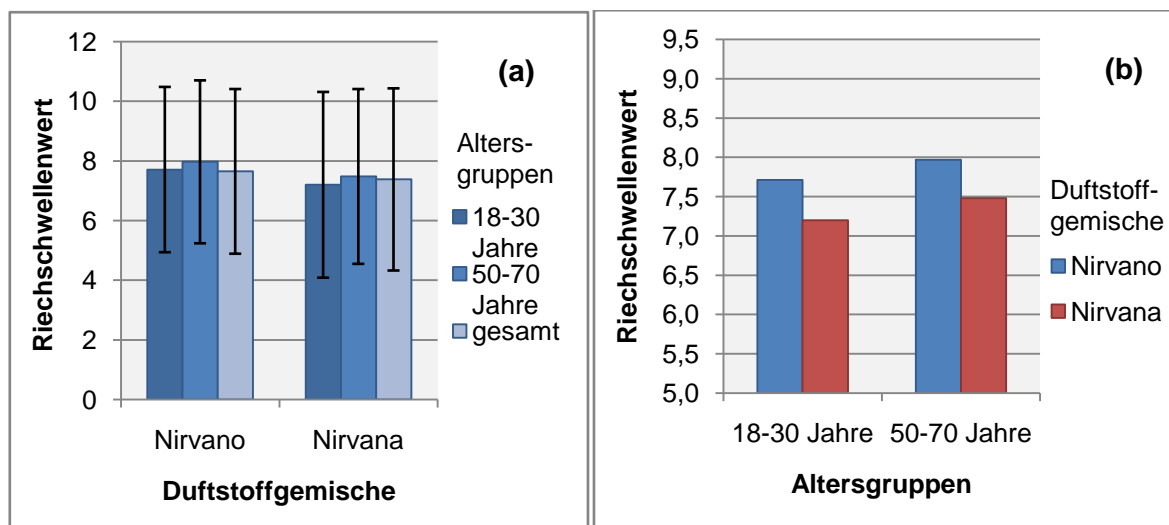 (a)
Riechschwellenwert
12
10
8
6
4
2
0
Nirvano
Nirvana
Duftstoffgemische
Alters-
gruppen
18-30
Jahre
50-70
Jahre
gesamt
(b)
Riechschwellenwert
9,5
9,0
8,5
8,0
7,5
7,0
6,5
6,0
5,5
5,0
18-30 Jahre
50-70 Jahre
Altersgruppen
Duftstoff-
gemische
Nirvano
Nirvana